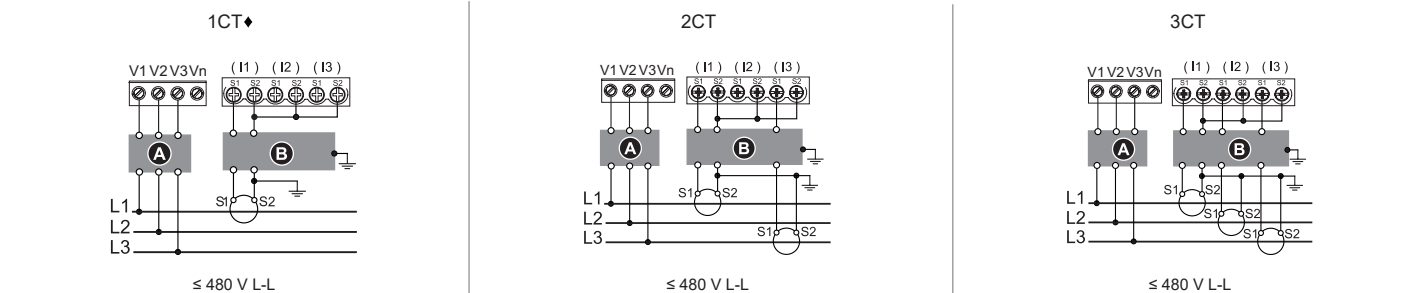 1CT♦
V1 V2 V3 Vn
(I1) (I2) (I3)
S1 S2 S1 S2 S1 S2
A
B
S1 S2
L1
L2
L3
≤ 480 V L-L
2CT
V1 V2 V3 Vn
(I1) (I2) (I3)
S1 S2 S1 S2 S1 S2
A
B
S1 S2
L1
L2
L3
S1 S2
≤ 480 V L-L
3CT
V1 V2 V3 Vn
(I1) (I2) (I3)
S1 S2 S1 S2 S1 S2
A
B
S1 S2
L1
S1 S2
L2
S1 S2
L3
≤ 480 V L-L